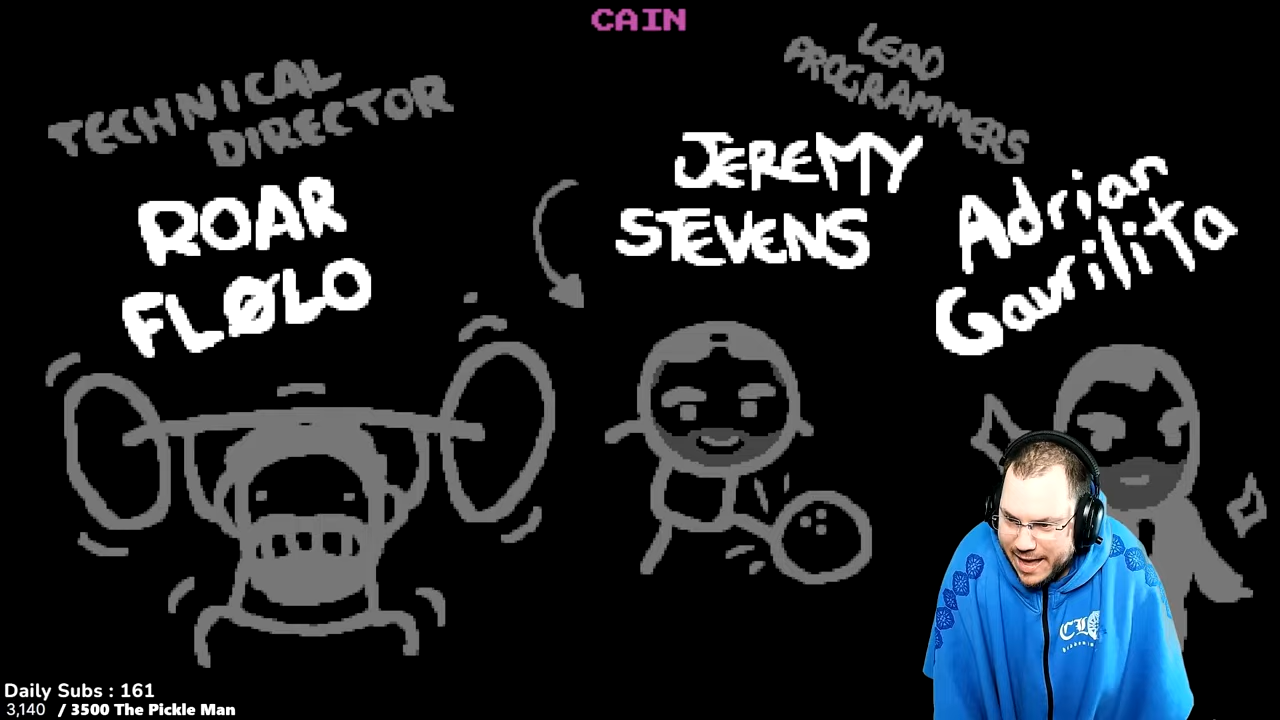 CAIN
TECHNICAL
DIRECTOR
ROAR
FLØLO
LEAD
PROGRAMMERS
JEREMY
STEVENS
Adrian
Gavrilita
Daily Subs : 161
3,140 / 3500 The Pickle Man